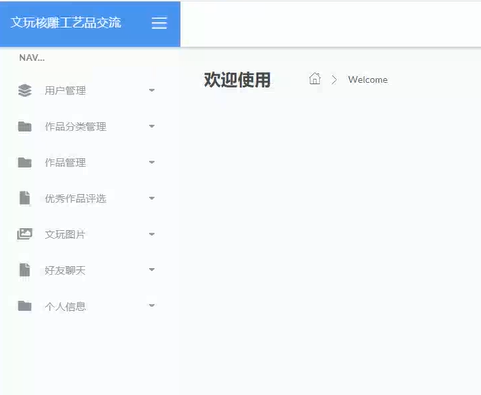 文玩核雕工艺品交流
NAV...
欢迎使用
Welcome
用户管理
作品分类管理
作品管理
优秀作品评选
文玩图片
好友聊天
个人信息